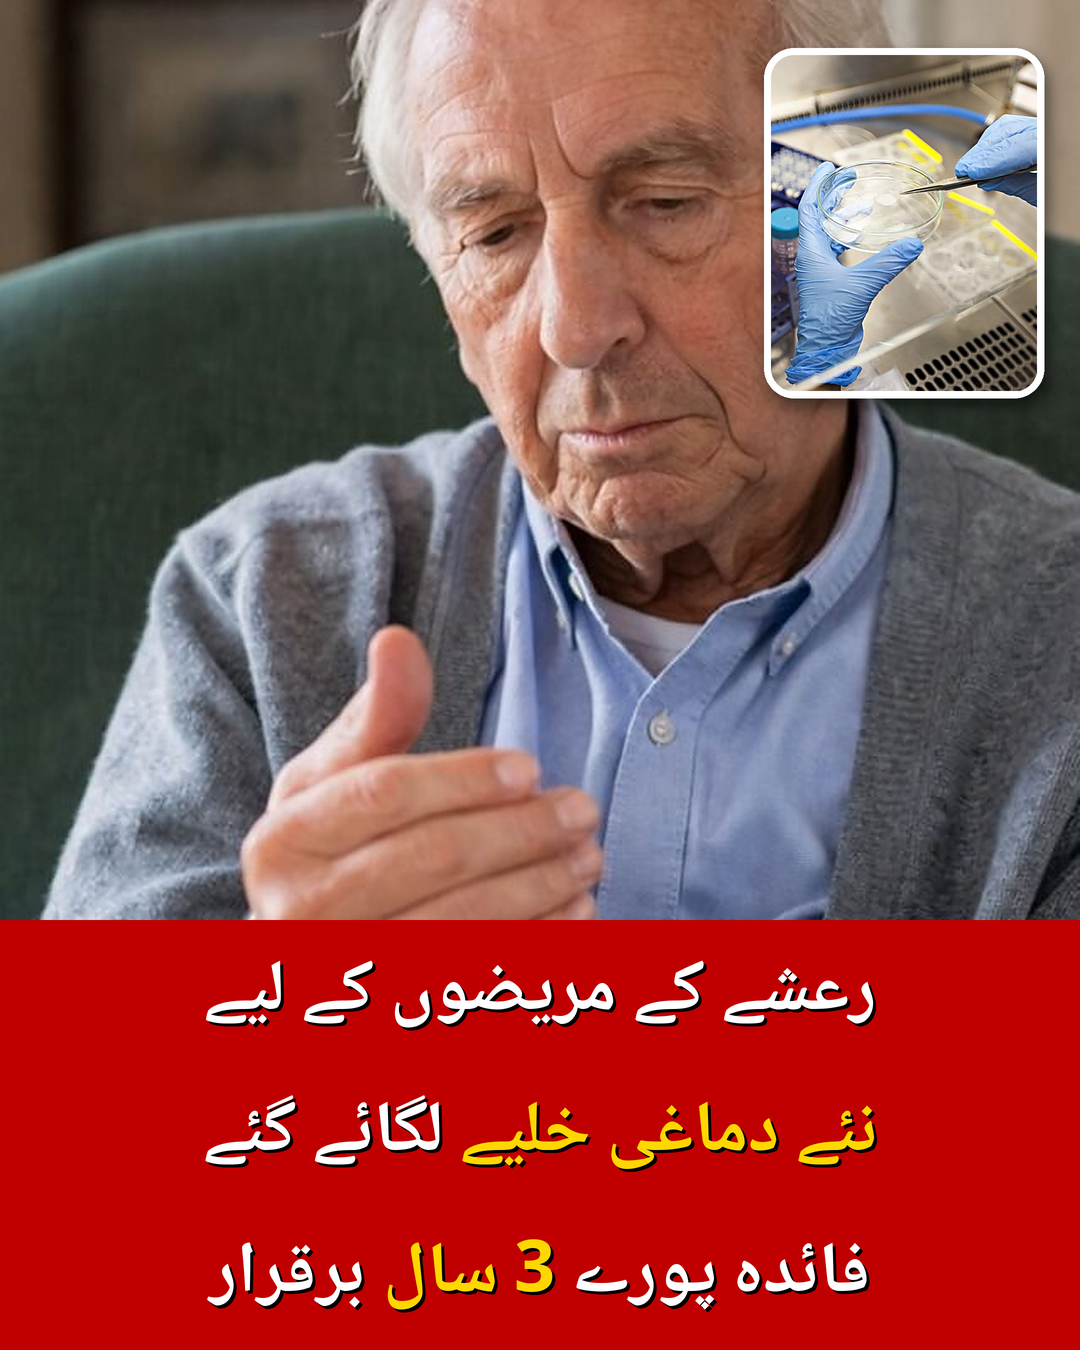 رعشے کے مریضوں کے لیے
نئے دماغی خلیے لگائے گئے
فائدہ پورے 3 سال برقرار